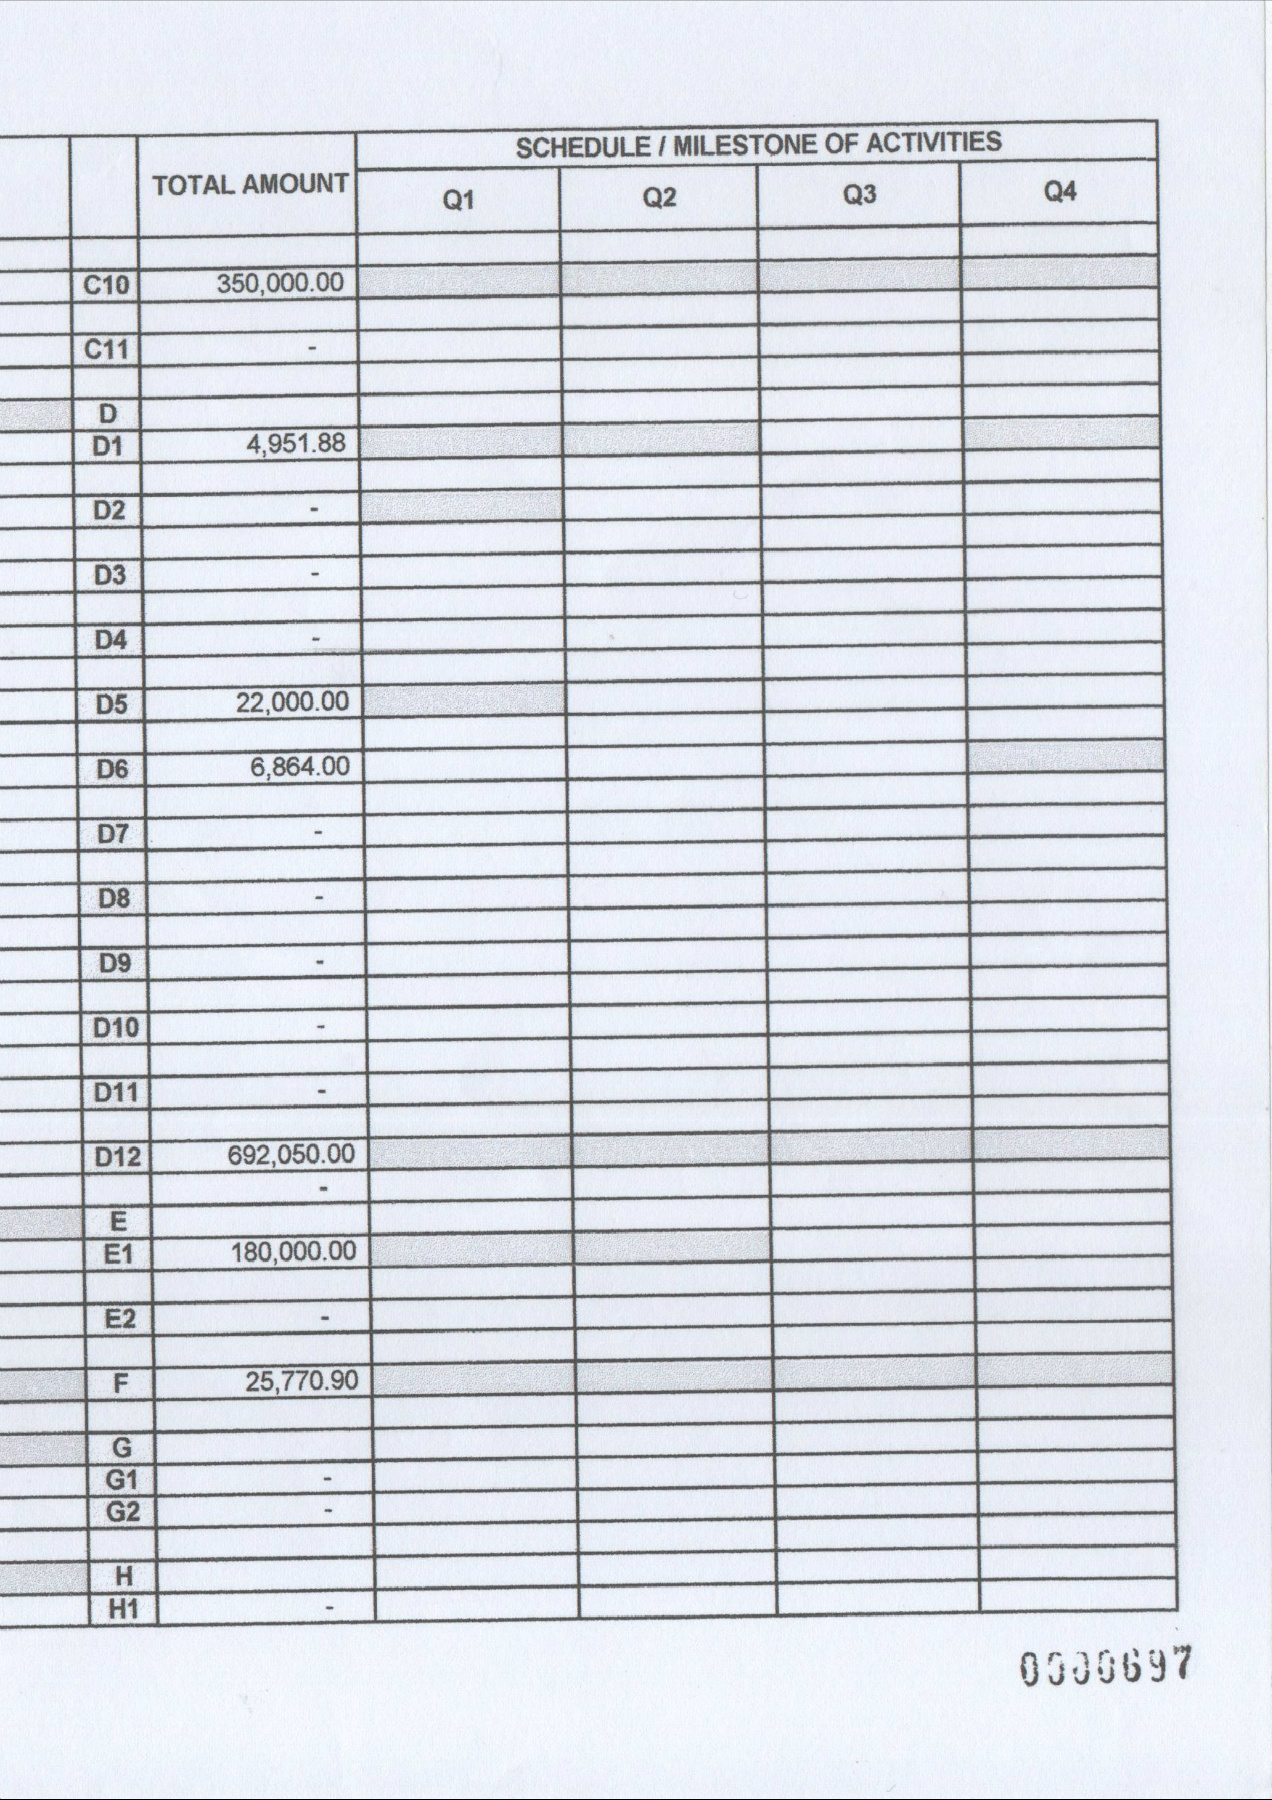 SCHEDULE / MILESTONE OF ACTIVITIES
TOTAL AMOUNT
Q1 Q2 Q3 Q4
C10 350,000.00
C11 -
D
D1 4,951.88
D2 -
D3 -
D4 -
D5 22,000.00
D6 6,864.00
D7 -
D8 -
D9 -
D10 -
D11 -
D12 692,050.00
-
E
E1 180,000.00
E2 -
F 25,770.90
G
G1 -
G2 -
H
H1 -
0000697